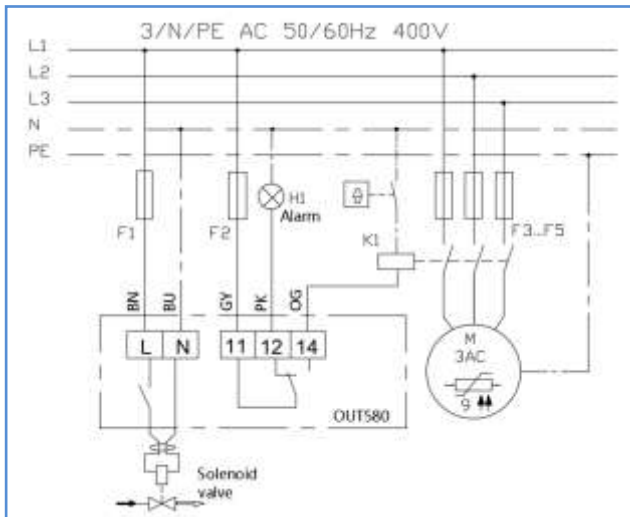 3/N/PE AC 50/60Hz 400V
L1
L2
L3
N
PE
F1
F2
H1
Alarm
K1
F3...F5
BN
BU
GY
PK
OG
L N 11 12 14
M
3AC
9
OUT580
Solenoid
valve